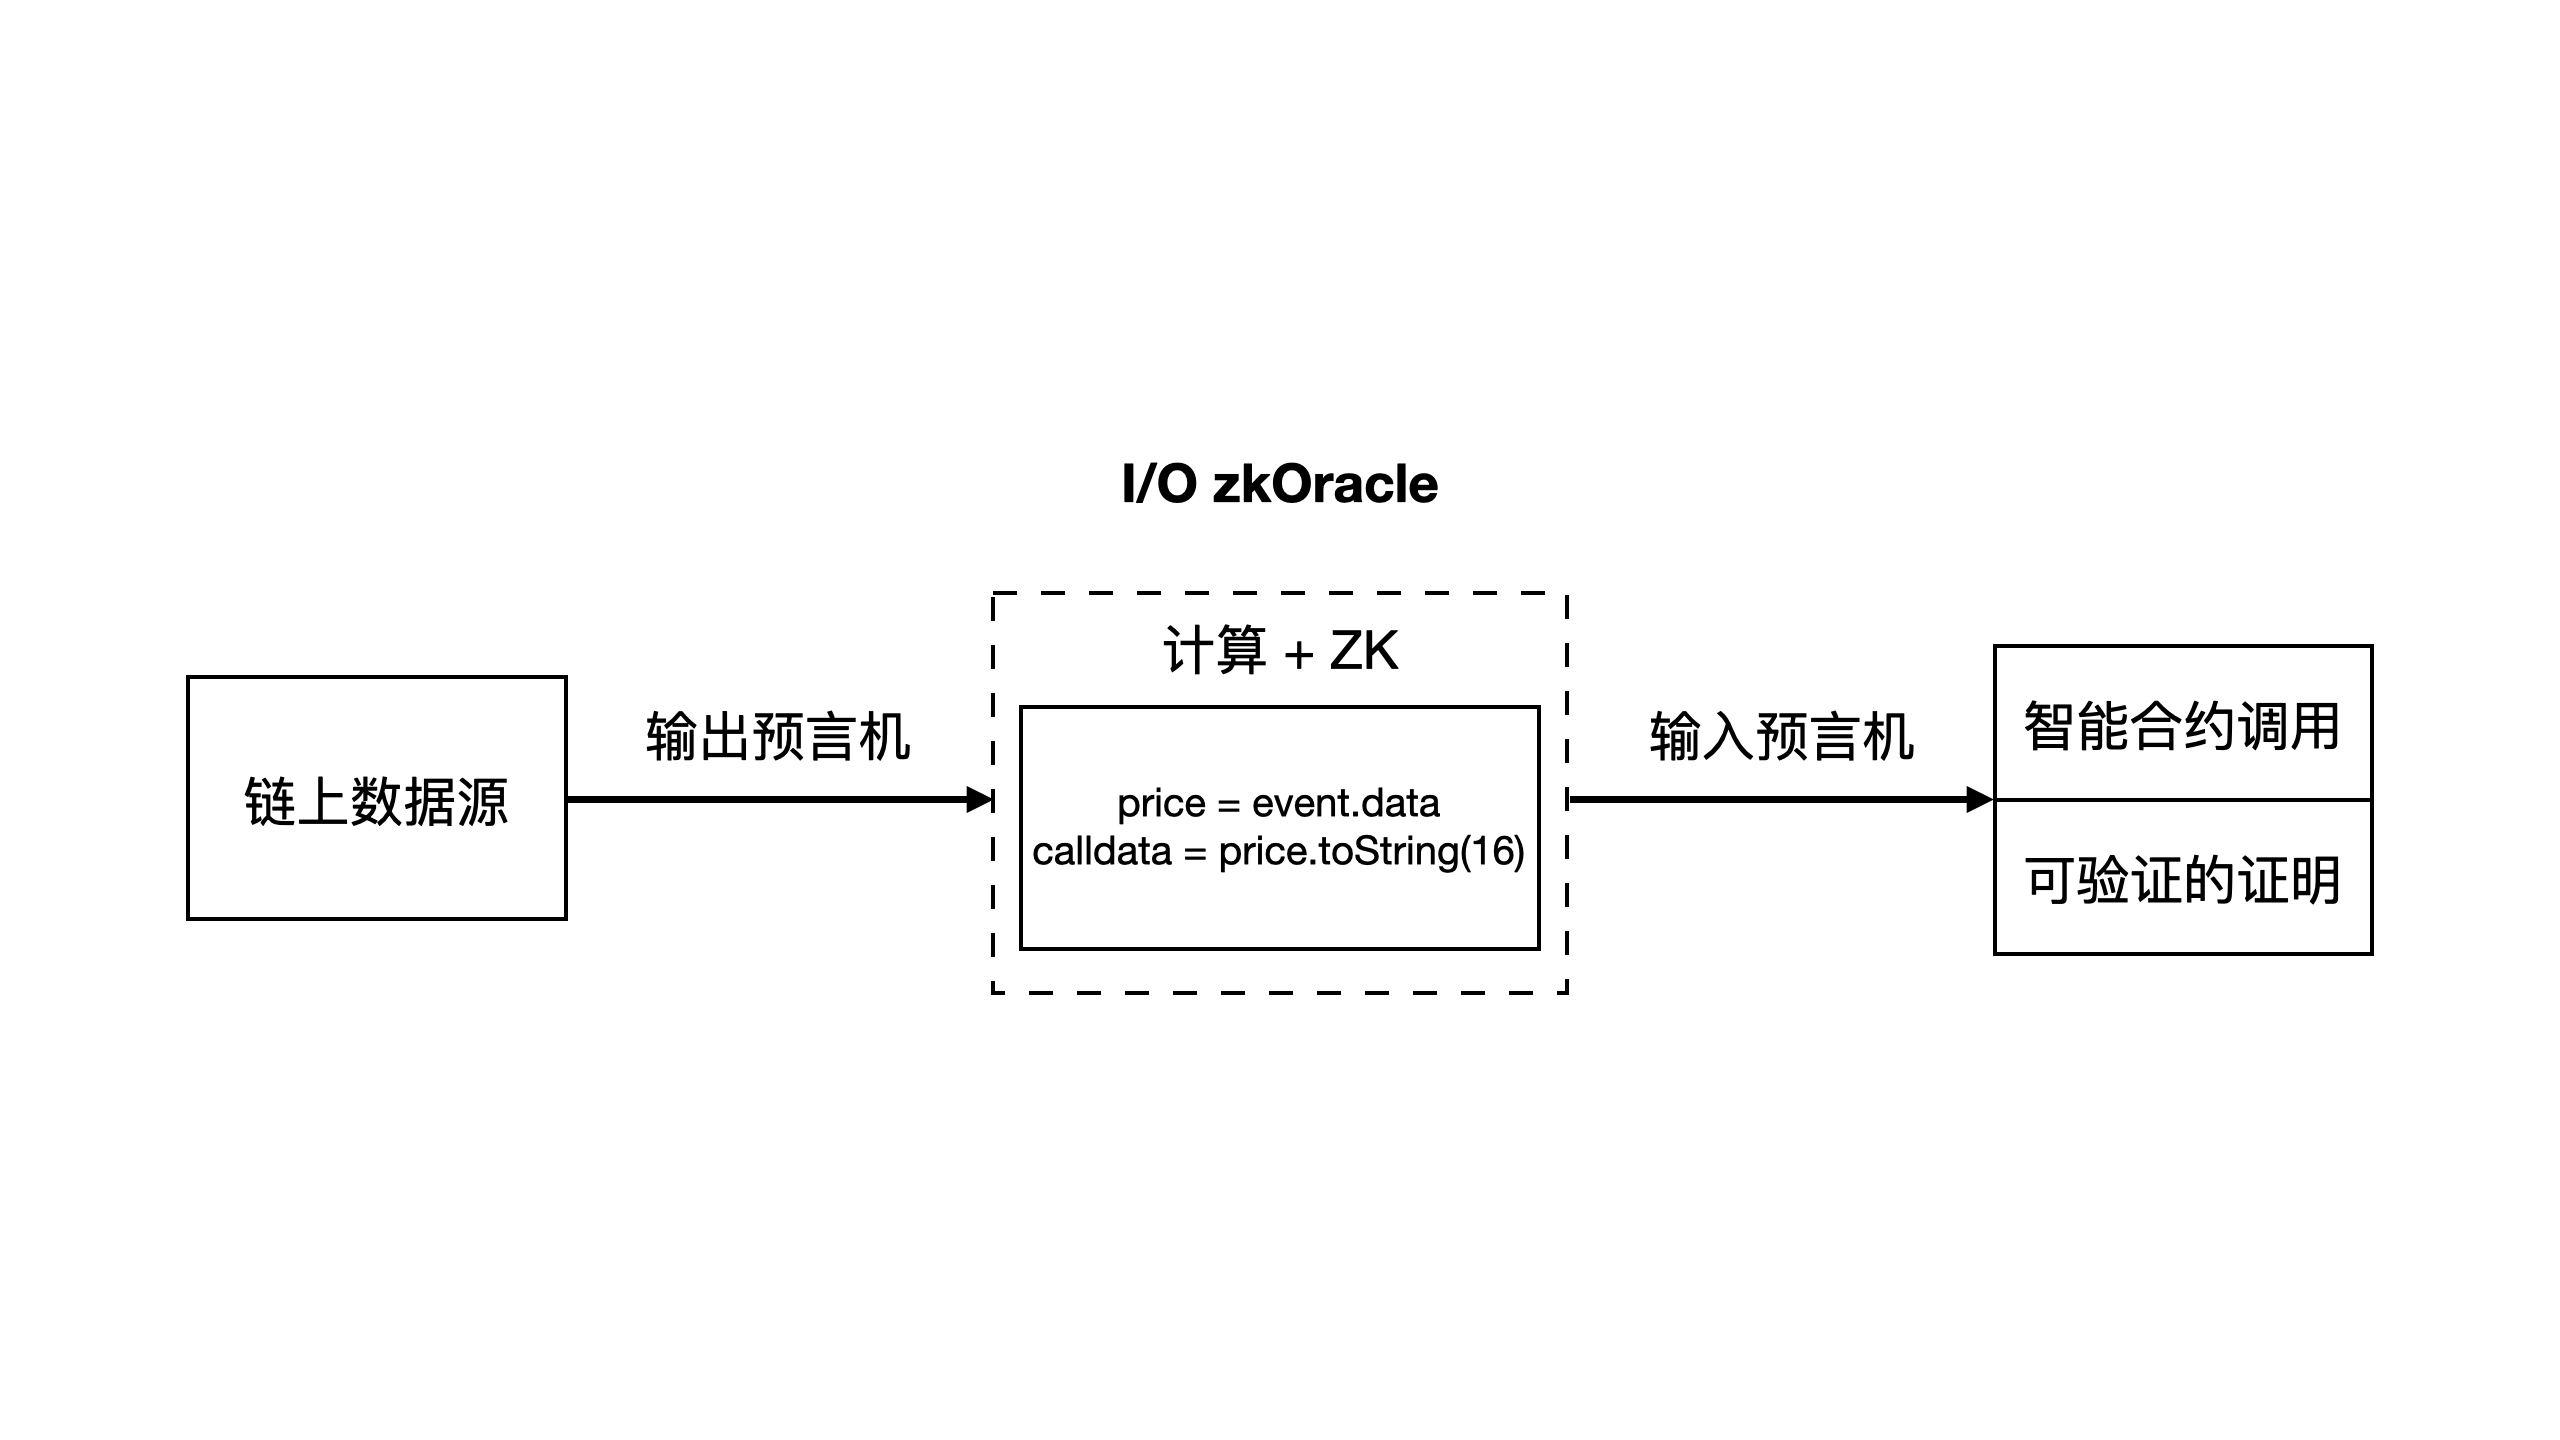 I/O zkOracle
链上数据源
输出预言机
计算 + ZK
price = event.data
calldata = price.toString(16)
输入预言机
智能合约调用
可验证的证明